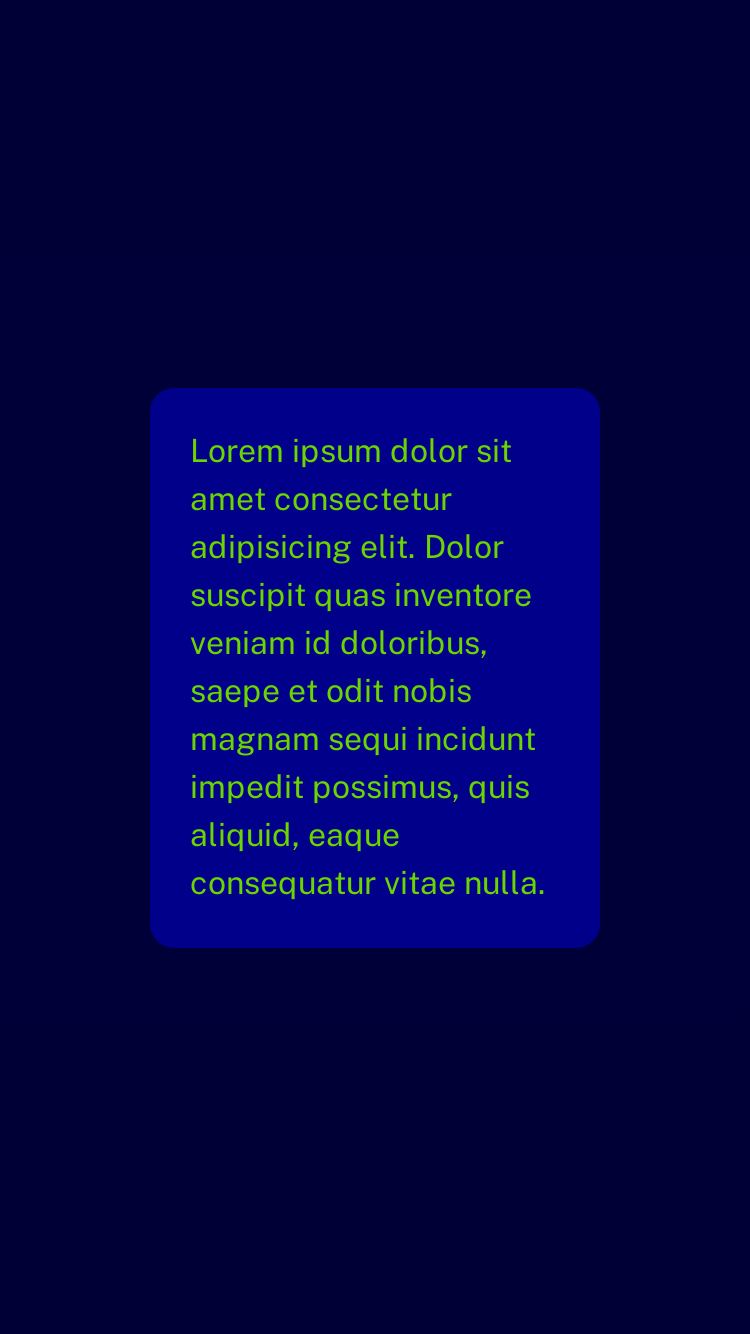 Lorem ipsum dolor sit
amet consectetur
adipisicing elit. Dolor
suscipit quas inventore
veniam id doloribus,
saepe et odit nobis
magnam sequi incidunt
impedit possimus, quis
aliquid, eaque
consequatur vitae nulla.